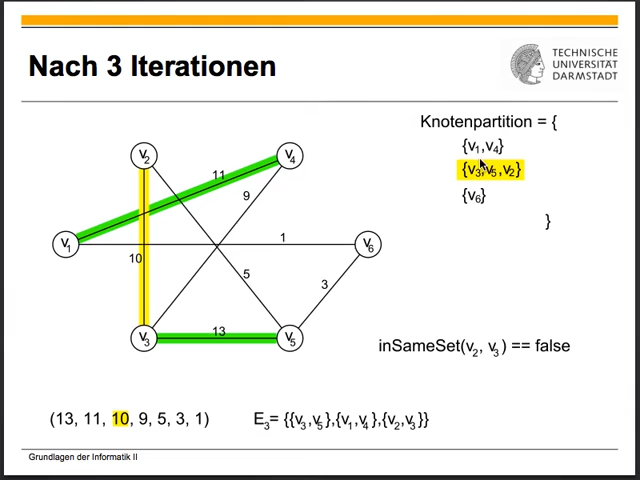 Nach 3 Iterationen
TECHNISCHE
UNIVERSITÄT
DARMSTADT
Knotenpartition = {
{v₁,v₄}
{v₃,v₅,v₂}
{v₆}
}
v₂
v₄
11
9
v₁
1
v₆
10
5
3
13
v₃
v₅
inSameSet(v₂, v₃) == false
(13, 11, 10, 9, 5, 3, 1)
E₃= {{v₃,v₅},{v₁,v₄},{v₂,v₃}}
Grundlagen der Informatik II